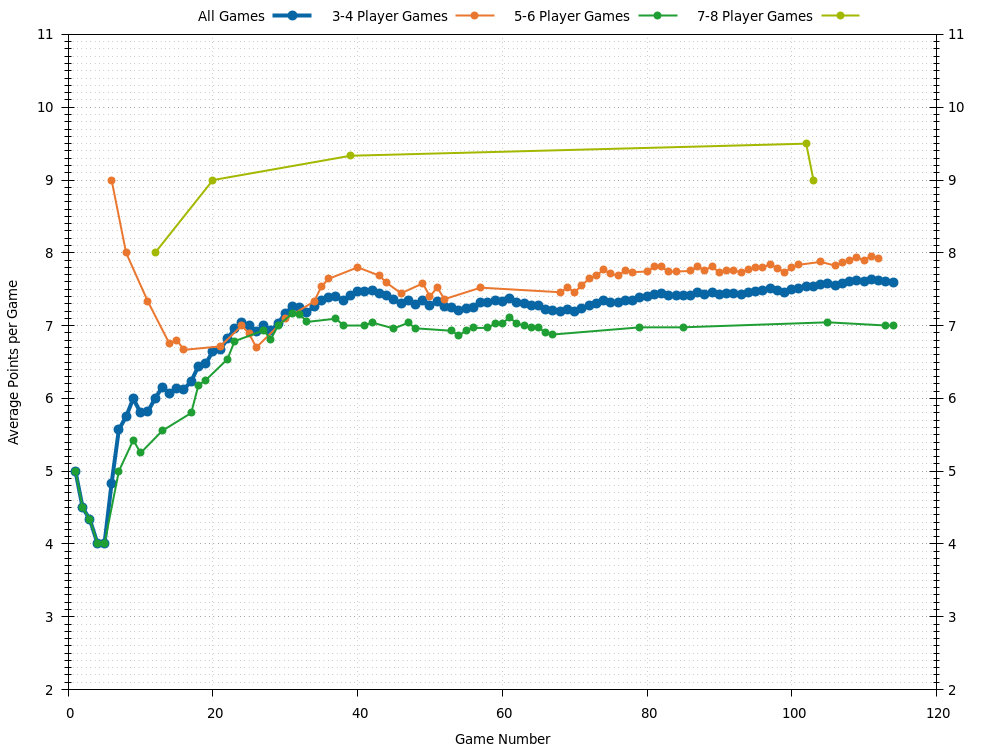 All Games 3-4 Player Games 5-6 Player Games 7-8 Player Games
11 11
10 10
9 9
8 8
7 7
6 6
5 5
4 4
3 3
2 2
0 20 40 60 80 100 120
Game Number
Average Points per Game